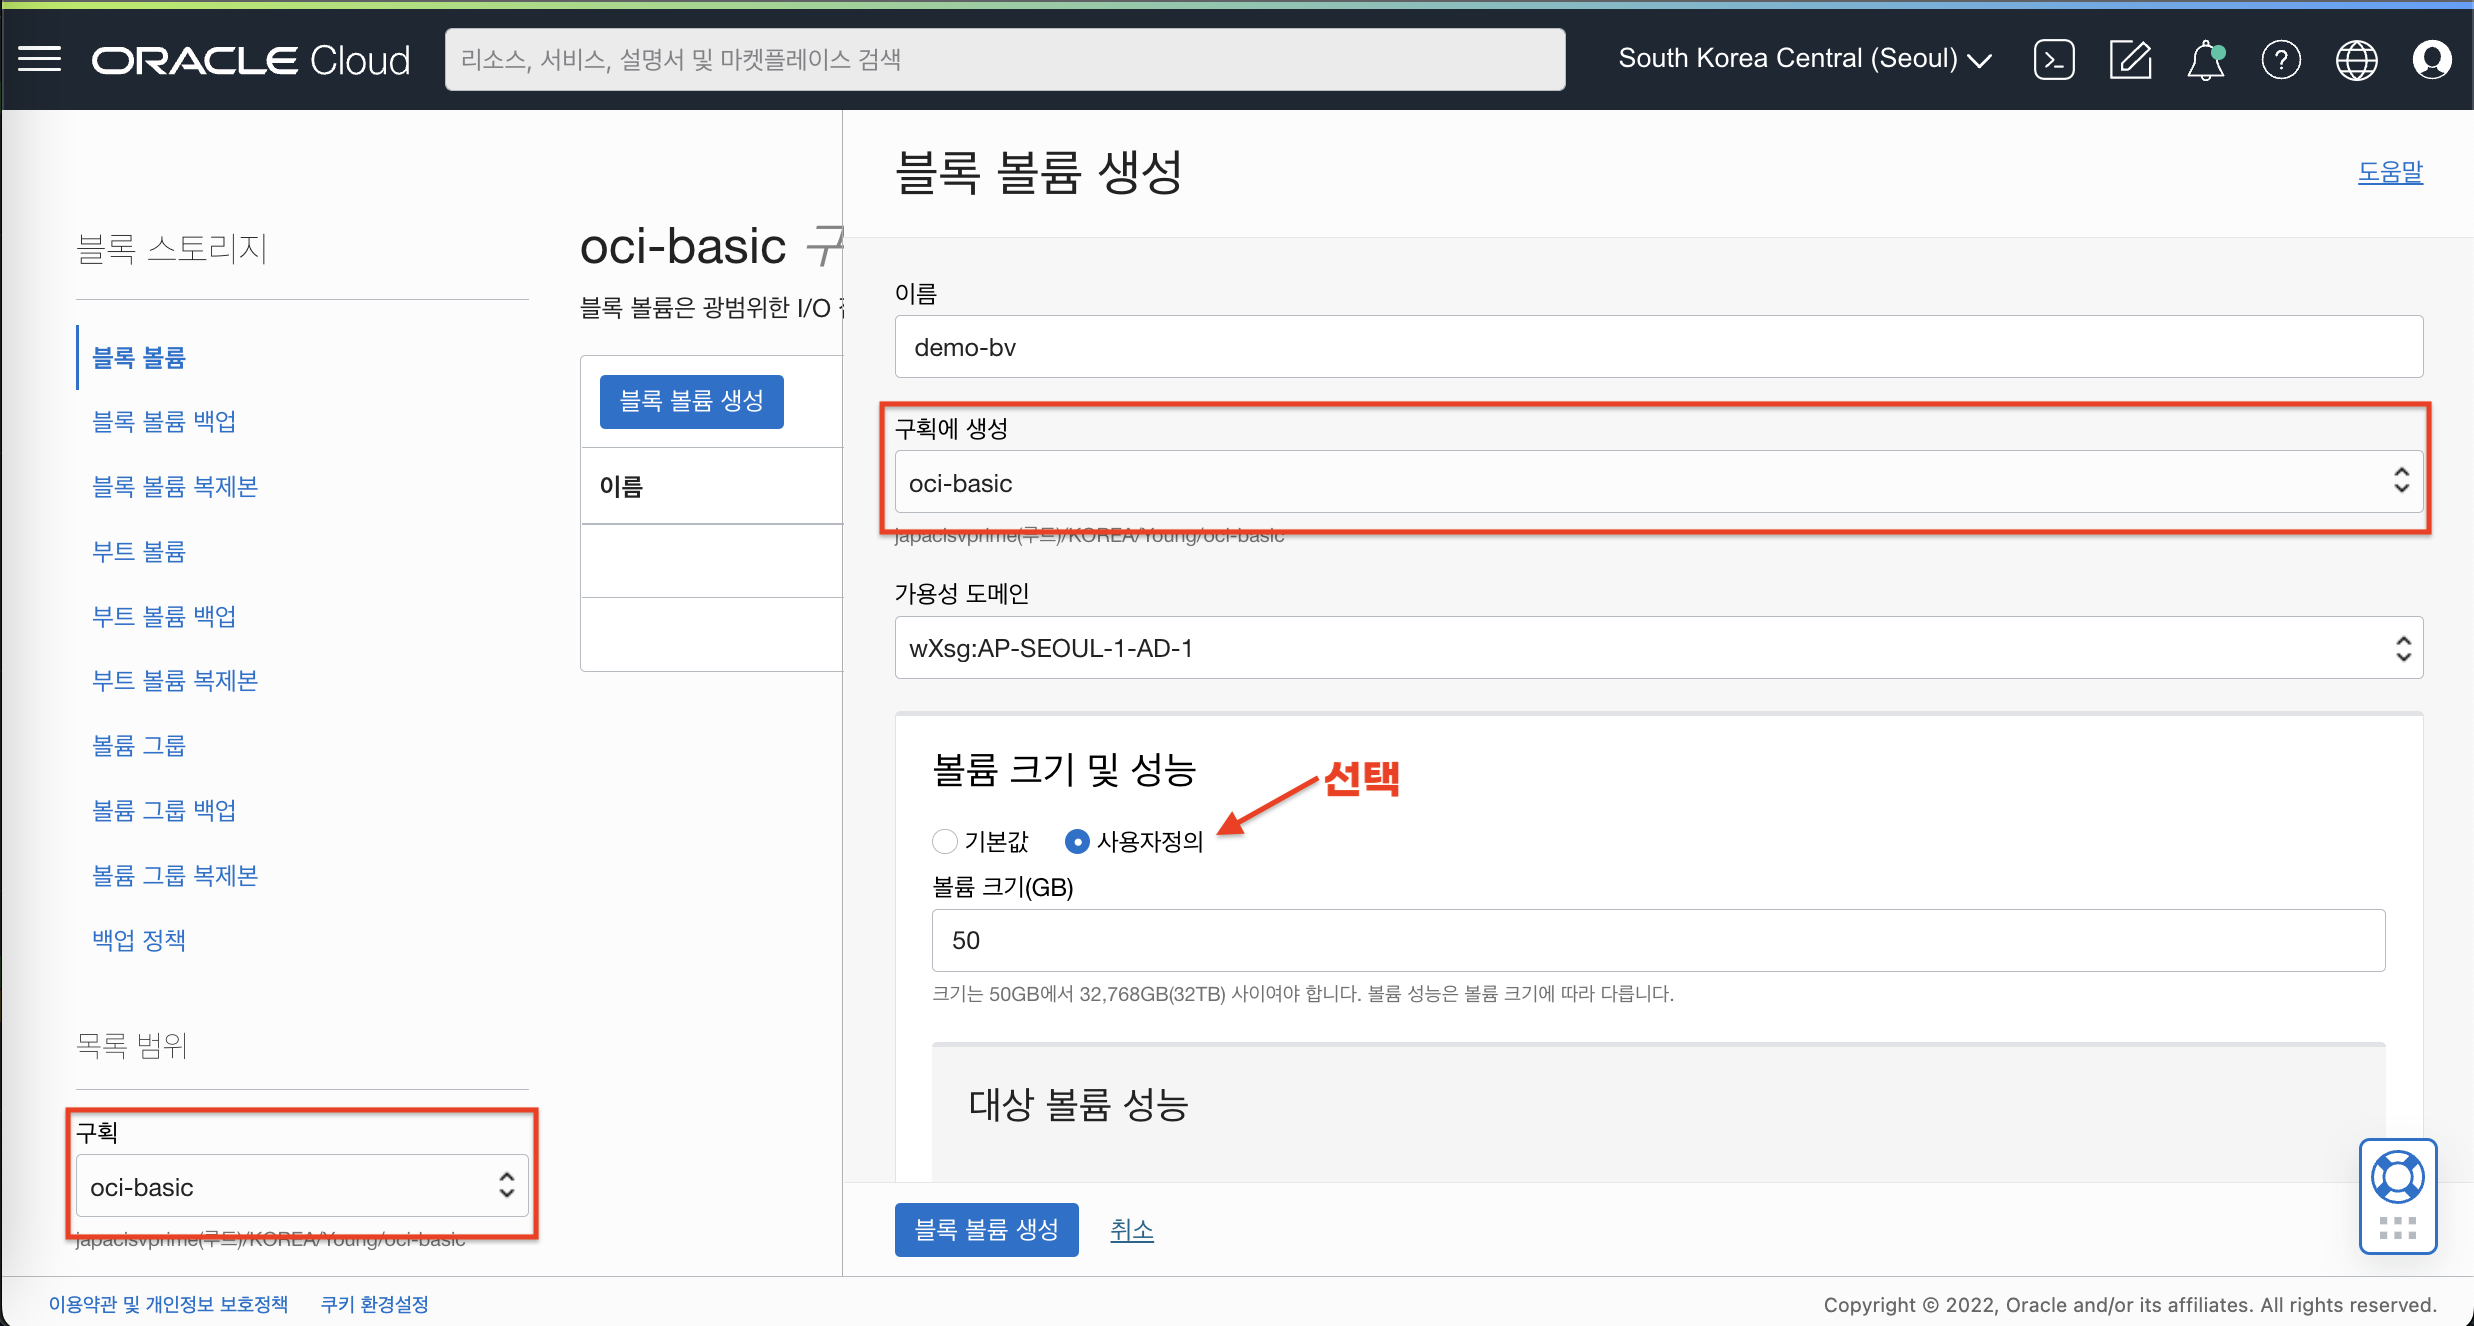 ORACLE Cloud
리소스, 서비스, 설명서 및 마켓플레이스 검색
South Korea Central (Seoul)
블록 스토리지
블록 볼륨
블록 볼륨 백업
블록 볼륨 복제본
부트 볼륨
부트 볼륨 백업
부트 볼륨 복제본
볼륨 그룹
볼륨 그룹 백업
볼륨 그룹 복제본
백업 정책
목록 범위
구획
oci-basic
japacisvprime(루트)/KOREA/Young/oci-basic
oci-basic 구
블록 볼륨은 광범위한 I/O
블록 볼륨 생성
이름
블록 볼륨 생성
도움말
이름
demo-bv
구획에 생성
oci-basic
japacisvprime(루트)/KOREA/Young/oci-basic
가용성 도메인
wXsg:AP-SEOUL-1-AD-1
볼륨 크기 및 성능
선택
기본값 사용자정의
볼륨 크기(GB)
50
크기는 50GB에서 32,768GB(32TB) 사이여야 합니다. 볼륨 성능은 볼륨 크기에 따라 다릅니다.
대상 볼륨 성능
블록 볼륨 생성 취소
이용약관 및 개인정보 보호정책 쿠키 환경설정
Copyright © 2022, Oracle and/or its affiliates. All rights reserved.